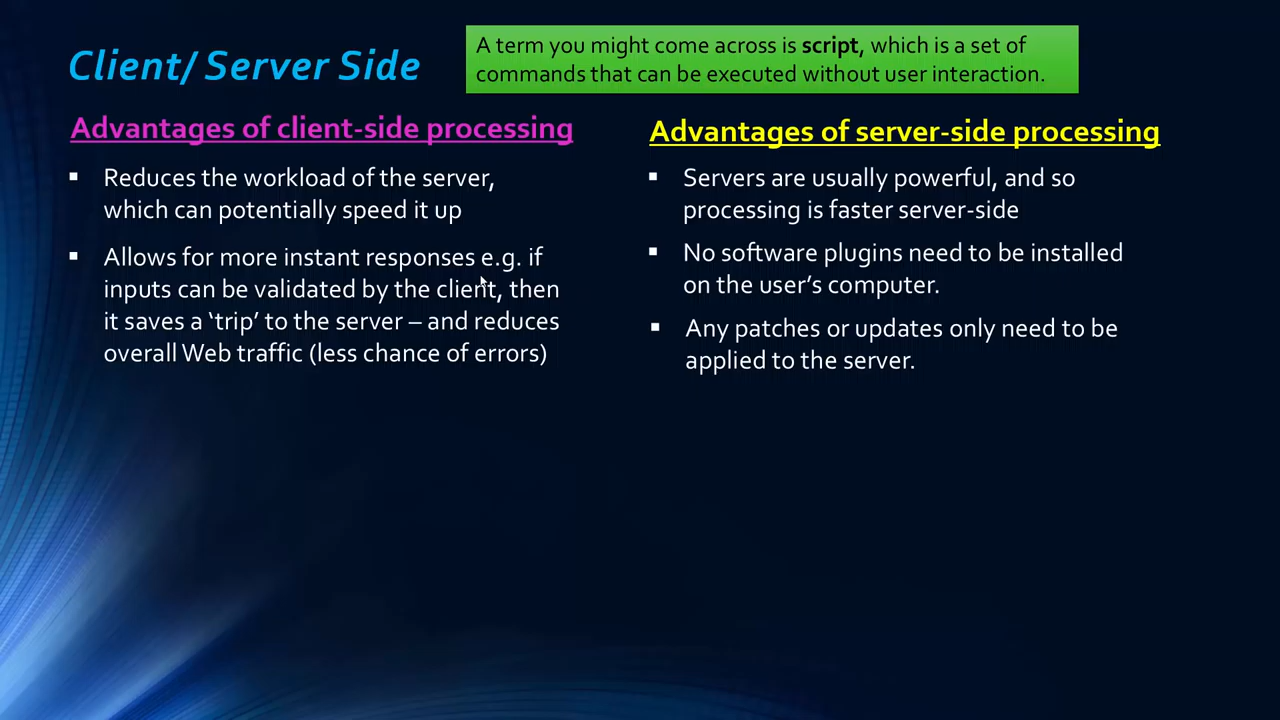 Client/ Server Side
A term you might come across is script, which is a set of
commands that can be executed without user interaction.
Advantages of client-side processing
▪ Reduces the workload of the server,
which can potentially speed it up
▪ Allows for more instant responses e.g. if
inputs can be validated by the client, then
it saves a ‘trip’ to the server – and reduces
overall Web traffic (less chance of errors)
Advantages of server-side processing
▪ Servers are usually powerful, and so
processing is faster server-side
▪ No software plugins need to be installed
on the user’s computer.
▪ Any patches or updates only need to be
applied to the server.